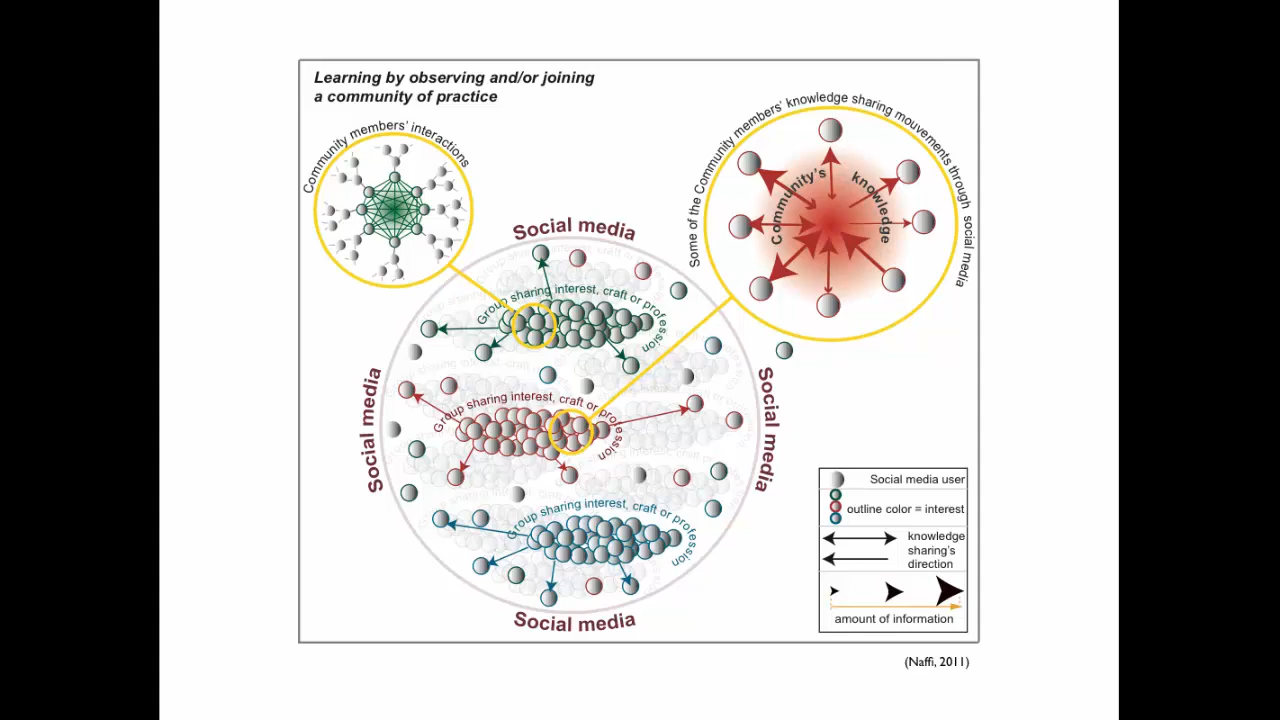 Learning by observing and/or joining
a community of practice
Community members' interactions
Some of the Community members' knowledge sharing mouvements through social media
Community's knowledge
Social media
Group sharing interest, craft or profession
Social media
Social media
Group sharing interest, craft or profession
Group sharing interest, craft or profession
Social media
Social media user
outline color = interest
knowledge
sharing's
direction
amount of information
(Naffi, 2011)